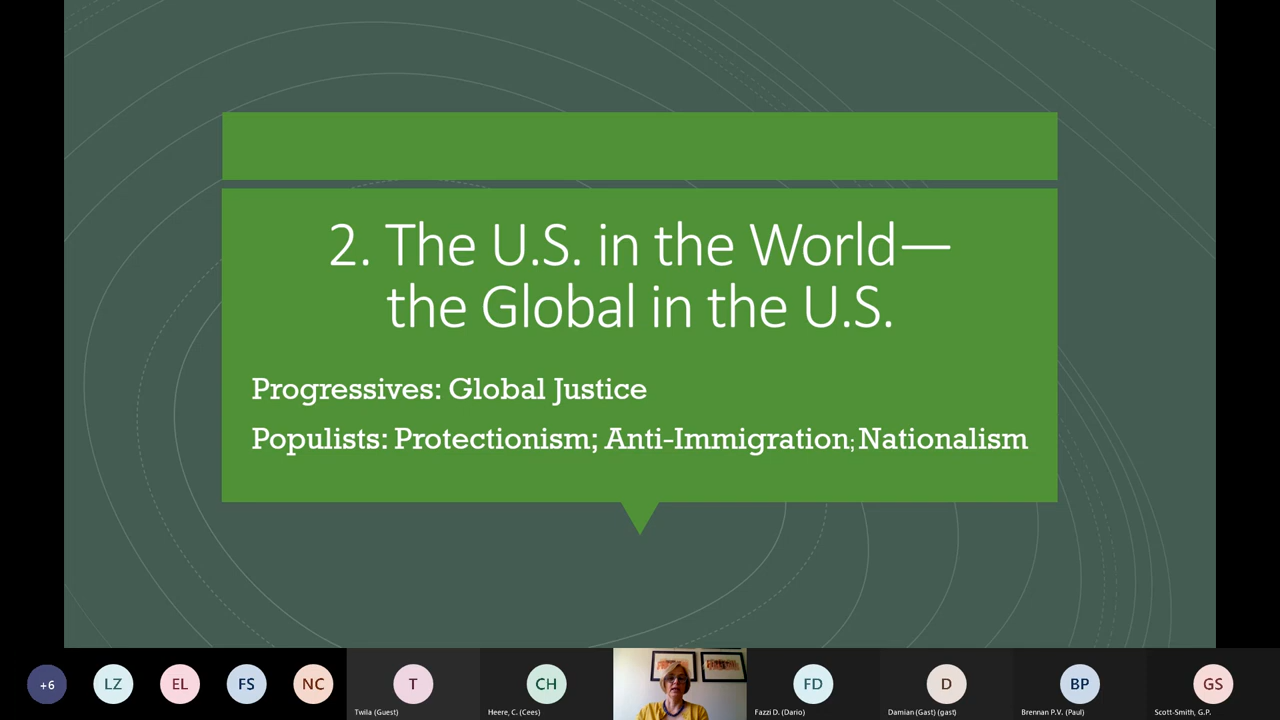 2. The U.S. in the World—
the Global in the U.S.
Progressives: Global Justice
Populists: Protectionism; Anti-Immigration; Nationalism
+6
LZ
EL
FS
NC
T
CH
FD
D
BP
GS
Twila (Guest)
Heere, C. (Cees)
Fazzi D. (Dario)
Damian (Gast) (gast)
Brennan P.V. (Paul)
Scott-Smith, G.P.